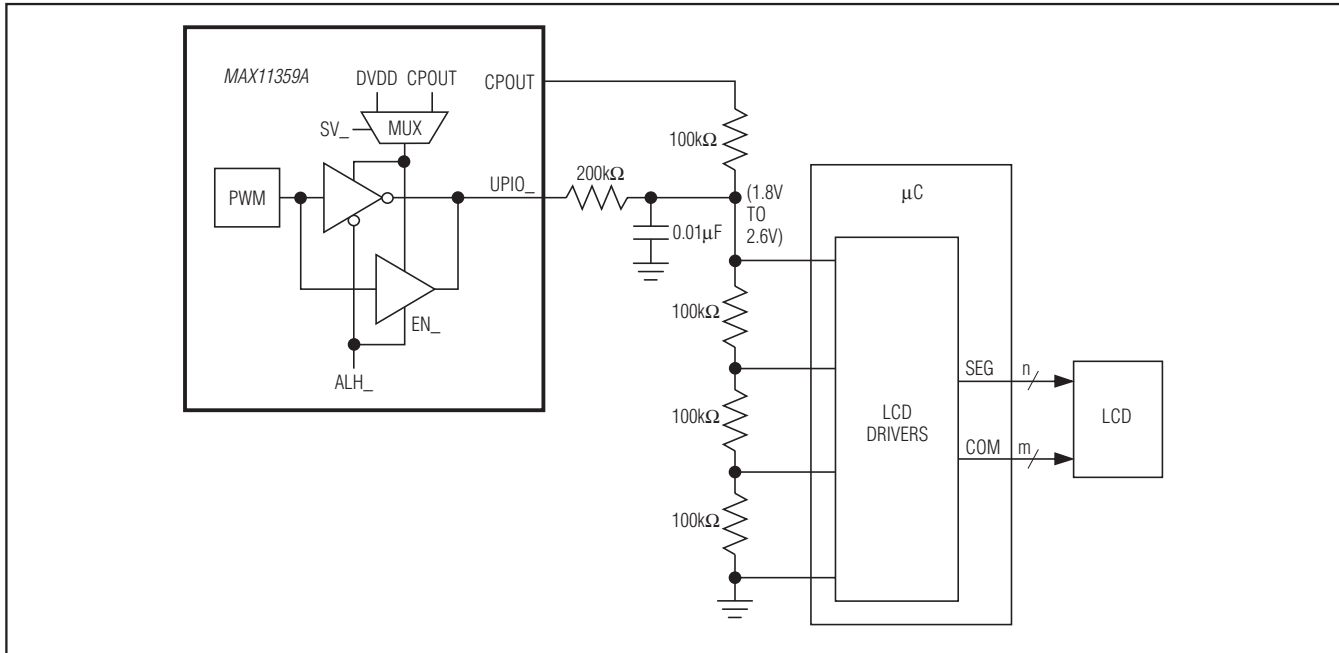 MAX11359A
DVDD CPOUT
CPOUT
SV_
MUX
100kΩ
PWM
UPIO_
200kΩ
(1.8V
TO
2.6V)
0.01μF
μC
EN_
ALH_
100kΩ
100kΩ
100kΩ
LCD
DRIVERS
SEG
n
COM
m
LCD